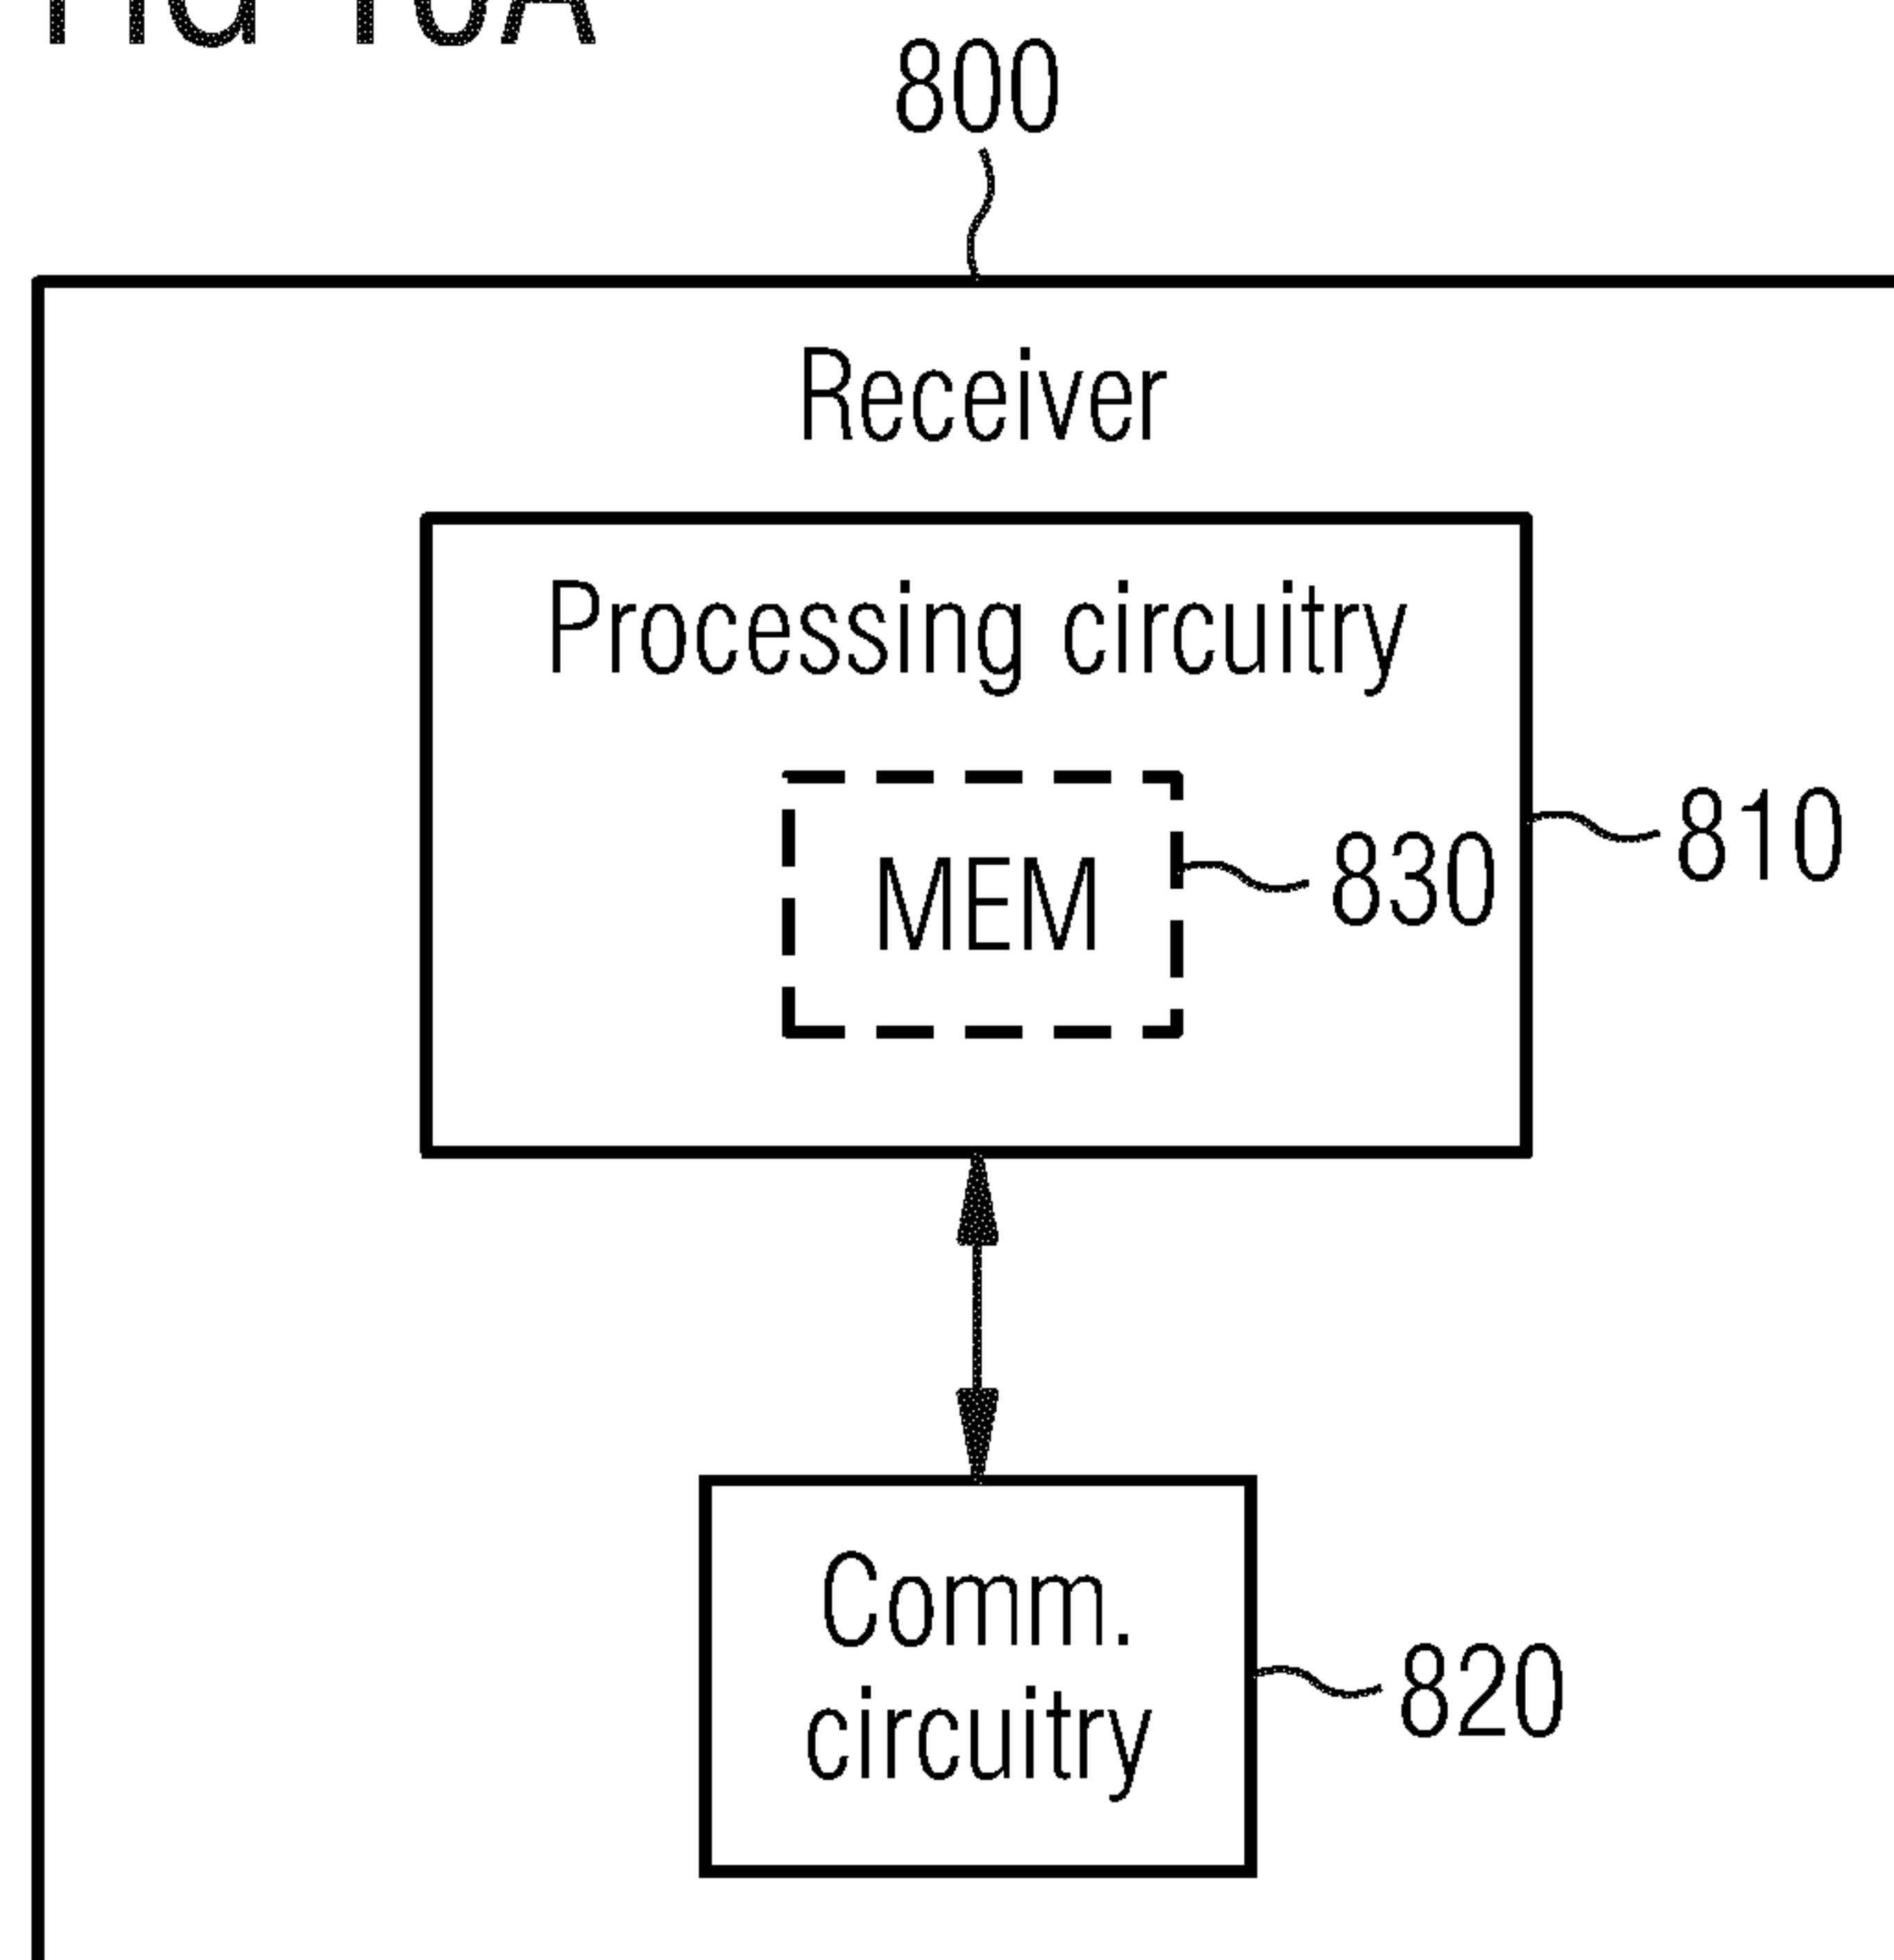 800
Receiver
Processing circuitry
MEM
830
810
Comm.
circuitry
820